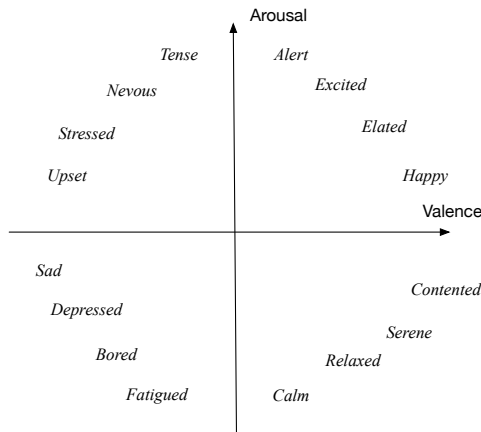 Arousal
Tense
Alert
Nevous
Excited
Stressed
Elated
Upset
Happy
Valence
Sad
Contented
Depressed
Serene
Bored
Relaxed
Fatigued
Calm